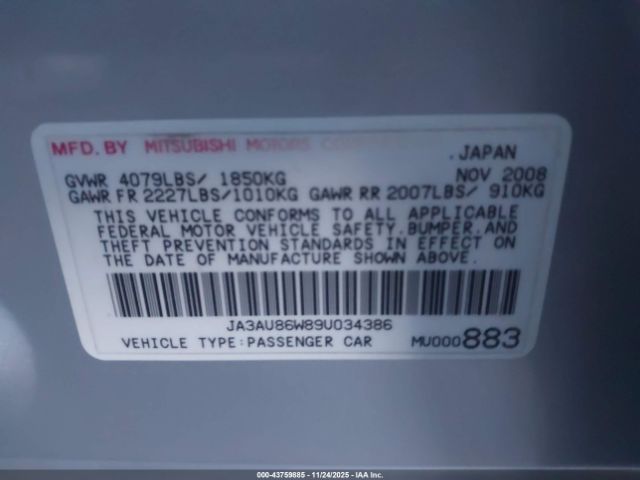 MFD. BY MITSUBISHI MOTORS CORPORATION
. JAPAN
GVWR 4079LBS/ 1850KG NOV 2008
GAWR FR 2227LBS/1010KG GAWR RR 2007LBS/ 910KG
THIS VEHICLE CONFORMS TO ALL APPLICABLE
FEDERAL MOTOR VEHICLE SAFETY.BUMPER.AND
THEFT PREVENTION STANDARDS IN EFFECT ON
THE DATE OF MANUFACTURE SHOWN ABOVE.
JA3AU86W89U034386
VEHICLE TYPE:PASSENGER CAR MU000883
000-43759885 - 11/24/2025 - IAA Inc.